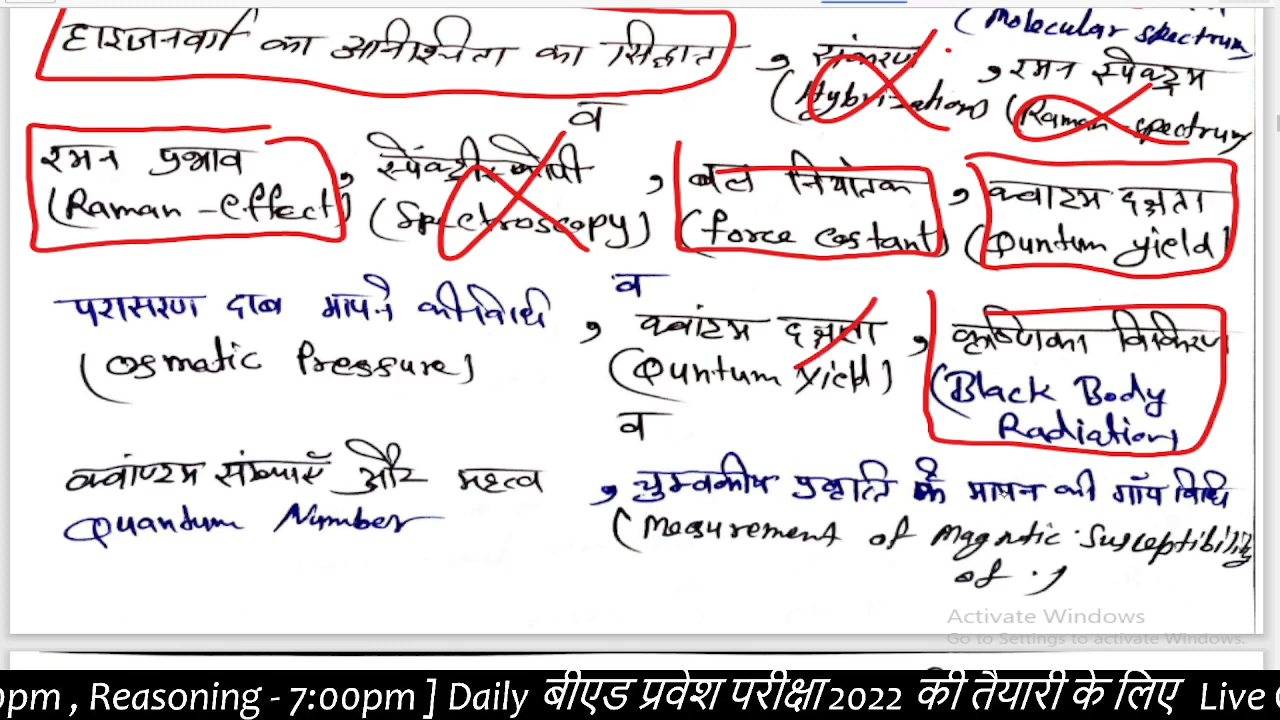 (Molecular spectrum
हाइजनबर्ग का अनिश्चितता का सिद्धांत , संकरण , रमन स्पेक्ट्रम
(Hybrization) (Raman-spectrum)
व
रमन प्रभाव , स्पेक्ट्रोस्कोपी , बल नियतांक , क्वांटम दक्षता
(Raman-effect) (Spectroscopy) (force costant) (Quntum yield)
व
परासरण दाब मापने की विधि , क्वांटम दक्षता , कृष्णिका विकिरण
(osmatic Pressure) (Quntum Yield) (Black Body
Radiation)
व
क्वाण्टम संख्याएँ और महत्व , चुम्बकीय प्रवृति के मापन की गॉय विधि
Quantum Number (Measurement of Magnetic Susceptibility
of .)
Activate Windows
Go to Settings to activate Windows.
0pm , Reasoning - 7:00pm ] Daily बीएड प्रवेश परीक्षा 2022 की तैयारी के लिए Live